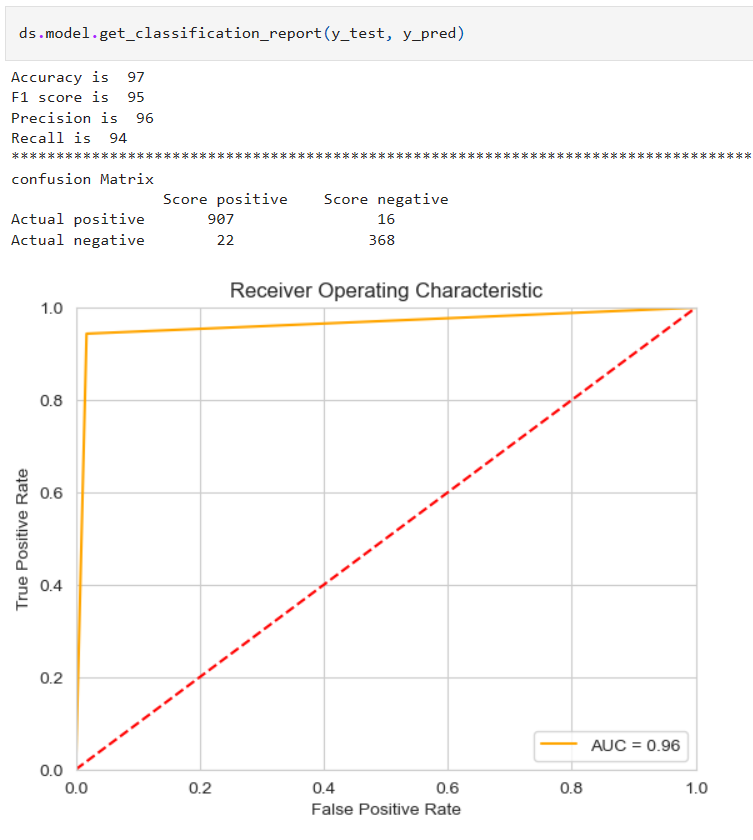 ds.model.get_classification_report(y_test, y_pred)
Accuracy is  97
F1 score is  95
Precision is  96
Recall is  94
************************************************************************************
confusion Matrix
Score positive    Score negative
Actual positive       907                16
Actual negative        22               368
Receiver Operating Characteristic
1.0
0.8
0.6
0.4
0.2
0.0
True Positive Rate
AUC = 0.96
0.0 0.2 0.4 0.6 0.8 1.0
False Positive Rate